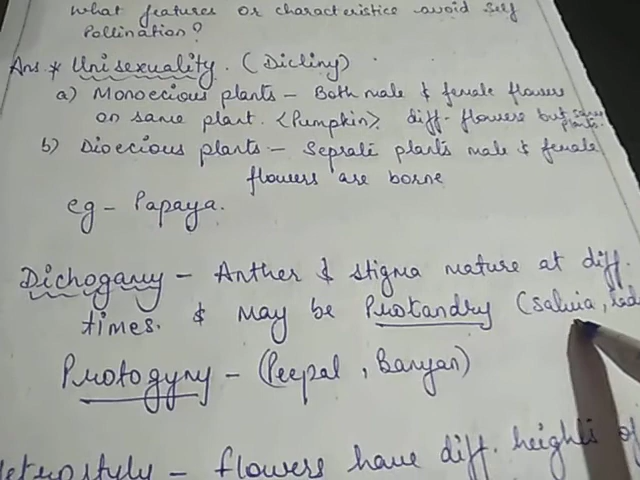 What features or characteristics avoid self
Pollination?
Ans * Unisexuality. (Dicliny)
a) Monoecious plants - Both male & female flowers
on same plant. <Pumpkin> diff. flowers but same
plants.
b) Dioecious plants - Seprate plants male & female
flowers are borne
eg - Papaya.
Dichogamy - Anther & stigma mature at diff.
times. & may be Protandry (salvia,
Protogyny - (Peepal, Banyan)
flowers have diff. heights of